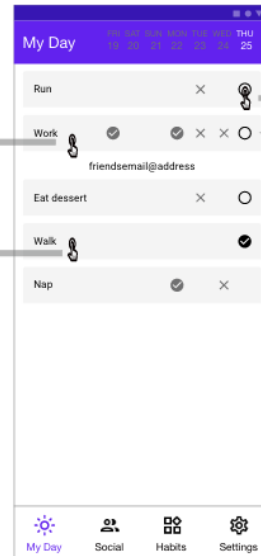 My Day
FRI SAT SUN MON TUE WED THU
19 20 21 22 23 24 25
Run
Work
friendsemail@address
Eat dessert
Walk
Nap
My Day Social Habits Settings